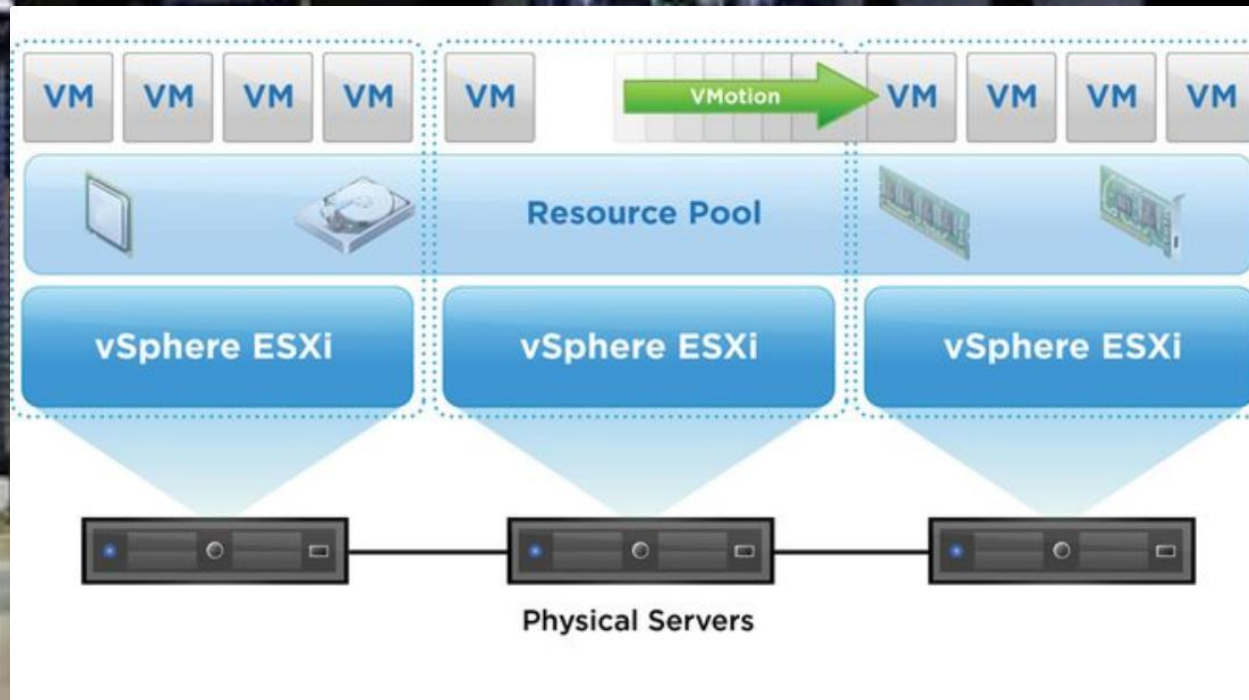 VM VM VM VM VM VMotion VM VM VM VM
Resource Pool
vSphere ESXi vSphere ESXi vSphere ESXi
Physical Servers